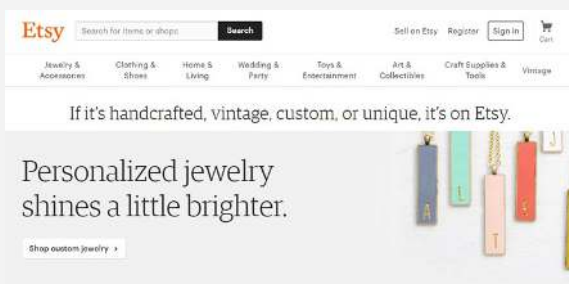 Etsy
Search for items or shops
Search
Sell on Etsy
Register
Sign in
Cart
Jewelry &
Accessories
Clothing &
Shoes
Home &
Living
Wedding &
Party
Toys &
Entertainment
Art &
Collectibles
Craft Supplies &
Tools
Vintage
If it's handcrafted, vintage, custom, or unique, it's on Etsy.
Personalized jewelry
shines a little brighter.
Shop custom jewelry >
A
L
T
S
J